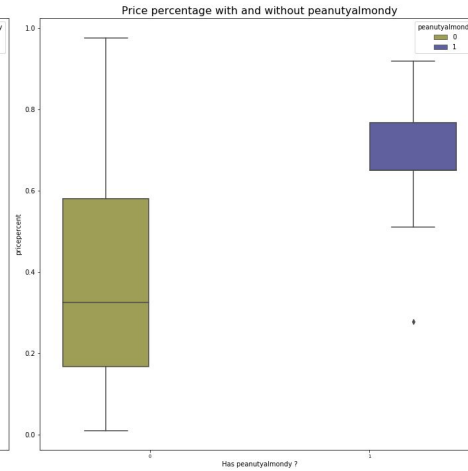 Price percentage with and without peanutyalmondy
y
peanutyalmond
0
1
1.0
0.8
0.6
0.4
0.2
0.0
pricepercent
0
1
Has peanutyalmondy ?